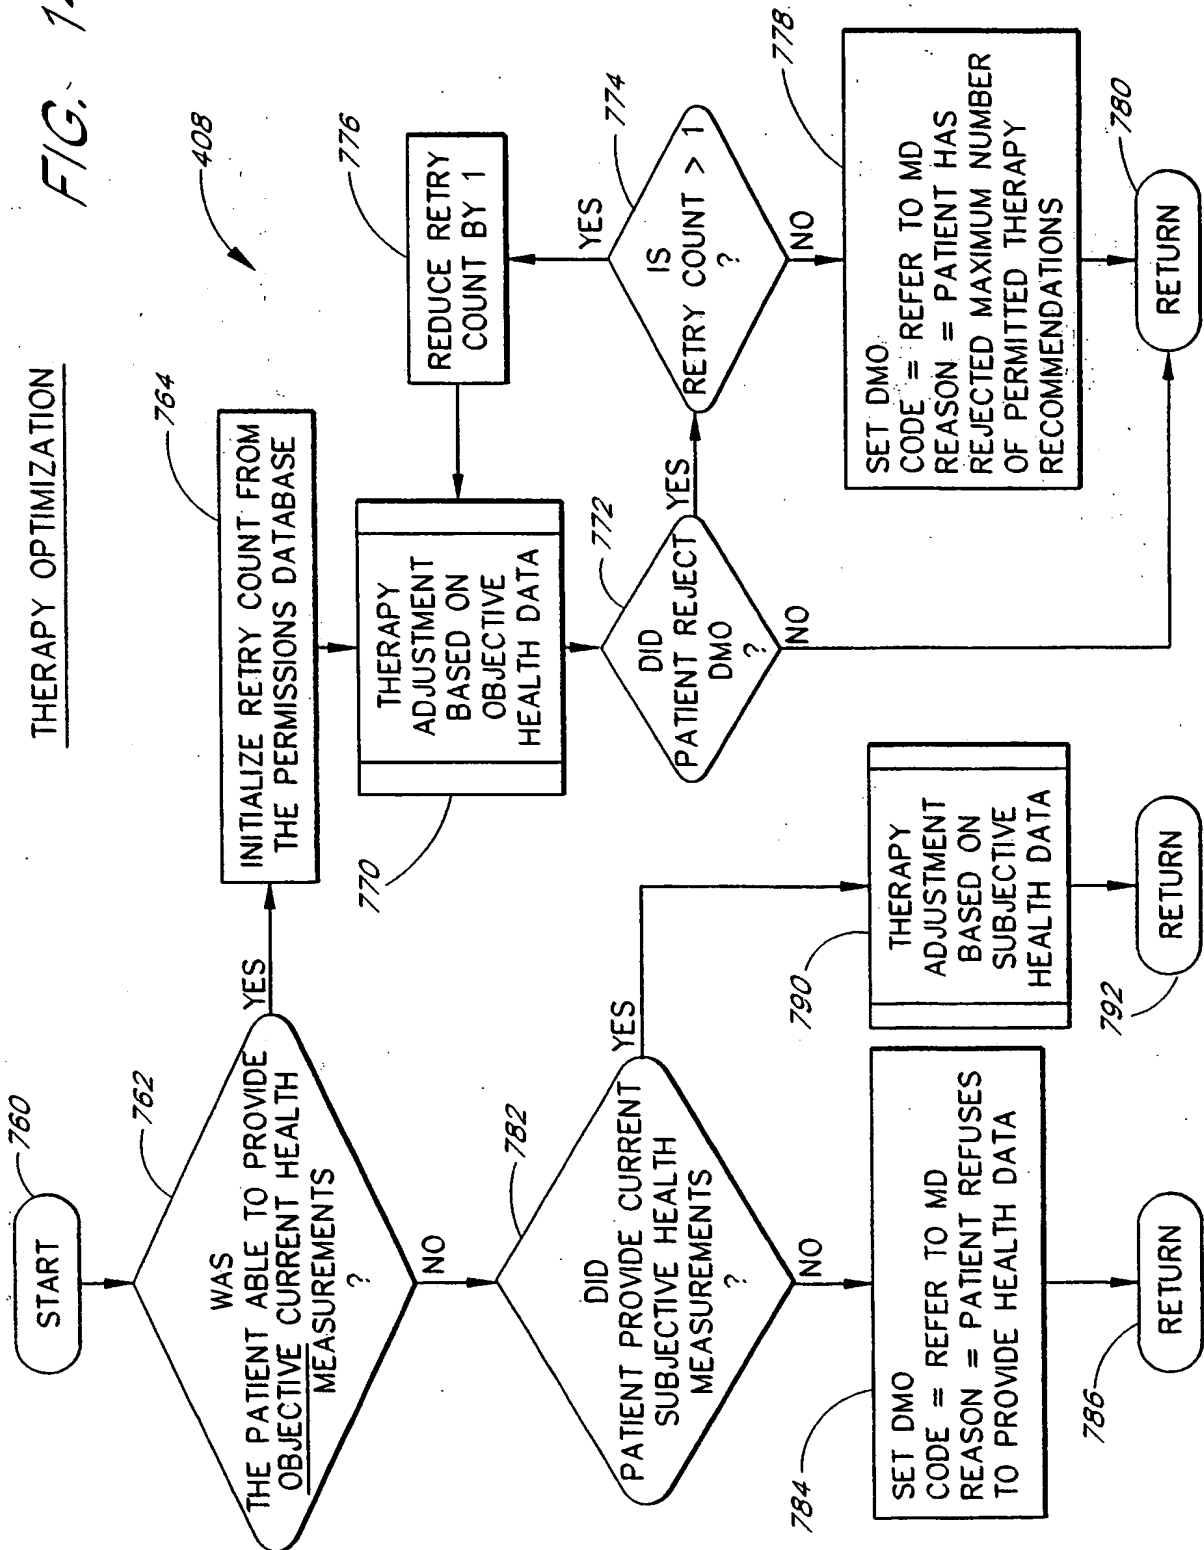 THERAPY OPTIMIZATION
FIG.
408
760
START
762
WAS
THE PATIENT ABLE TO PROVIDE
OBJECTIVE CURRENT HEALTH
MEASUREMENTS
?
YES
NO
764
INITIALIZE RETRY COUNT FROM
THE PERMISSIONS DATABASE
770
THERAPY
ADJUSTMENT
BASED ON
OBJECTIVE
HEALTH DATA
776
REDUCE RETRY
COUNT BY 1
772
DID
PATIENT REJECT
DMO
?
YES
NO
774
IS
RETRY COUNT > 1
?
YES
NO
778
SET DMO
CODE = REFER TO MD
REASON = PATIENT HAS
REJECTED MAXIMUM NUMBER
OF PERMITTED THERAPY
RECOMMENDATIONS
780
RETURN
782
DID
PATIENT PROVIDE CURRENT
SUBJECTIVE HEALTH
MEASUREMENTS
?
YES
NO
790
THERAPY
ADJUSTMENT
BASED ON
SUBJECTIVE
HEALTH DATA
792
RETURN
784
SET DMO
CODE = REFER TO MD
REASON = PATIENT REFUSES
TO PROVIDE HEALTH DATA
786
RETURN